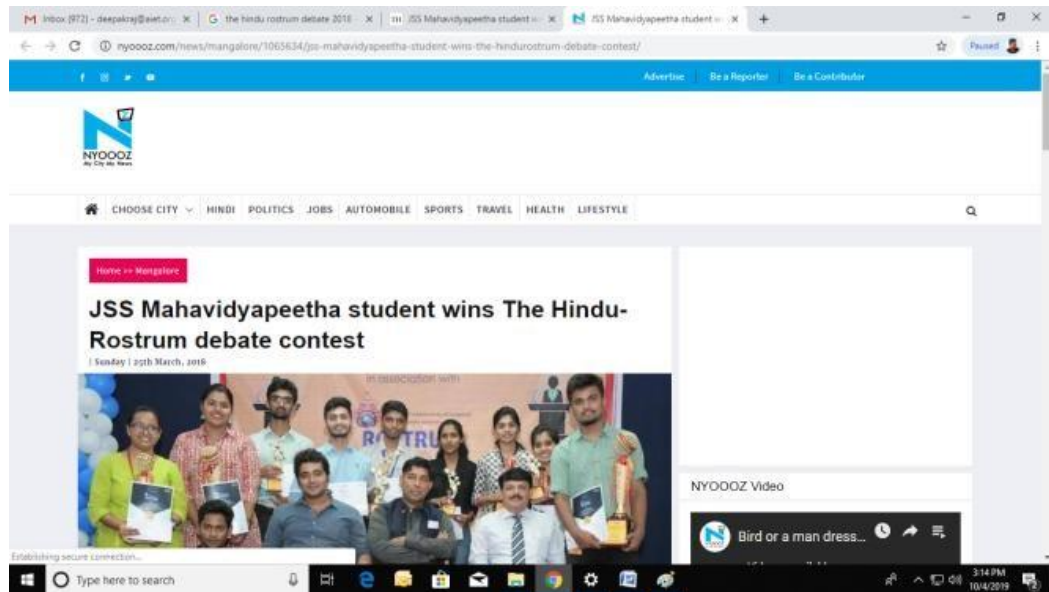 Inbox (972) - deepakraj@aiet.or
the hindu rostrum debate 2018
JSS Mahavidyapeetha student
JSS Mahavidyapeetha student
nyoooz.com/news/mangalore/1065634/jss-mahavidyapeetha-student-wins-the-hindurostrum-debate-contest/
Paused
Advertise Be a Reporter Be a Contributor
NYOOOZ
My City My News
CHOOSE CITY HINDI POLITICS JOBS AUTOMOBILE SPORTS TRAVEL HEALTH LIFESTYLE
Home >> Mangalore
JSS Mahavidyapeetha student wins The Hindu-
Rostrum debate contest
| Sunday | 25th March, 2018
in association with
NYOOOZ Video
Bird or a man dress...
Establishing secure connection...
Type here to search
3:14 PM
10/4/2019